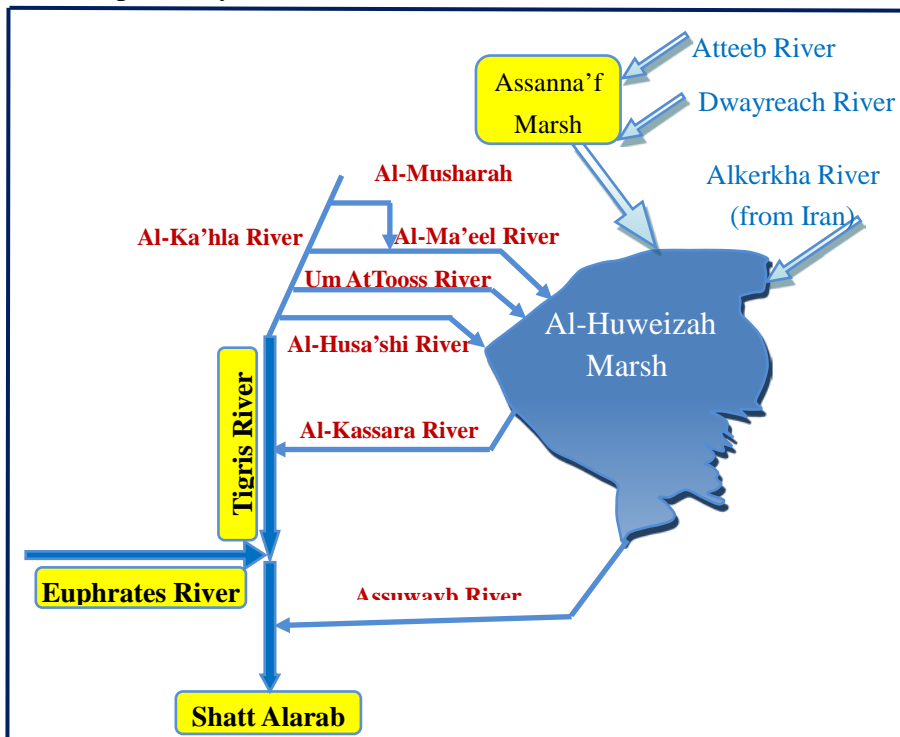 Atteeb River
Assanna’f
Marsh
Dwayreach River
Al-Musharah
Alkerkha River
(from Iran)
Al-Ka’hla River
Al-Ma’eel River
Um AtTooss River
Al-Huweizah
Marsh
Al-Husa’shi River
Tigris River
Al-Kassara River
Euphrates River
Assuwayb River
Shatt Alarab